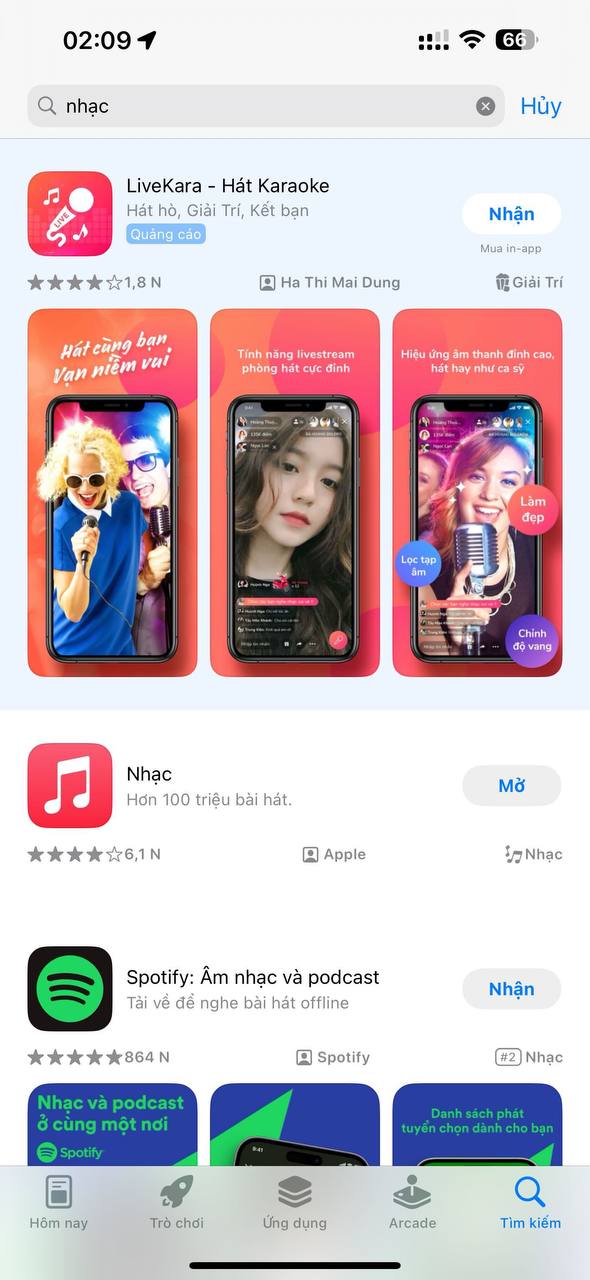 02:09
66
nhạc
Hủy
LiveKara - Hát Karaoke
Hát hò, Giải Trí, Kết bạn
Quảng cáo
Nhận
Mua in-app
1,8 N
Ha Thi Mai Dung
Giải Trí
Hát cùng bạn
Vạn niềm vui
Tính năng livestream
phòng hát cực đỉnh
Hiệu ứng âm thanh đỉnh cao,
hát hay như ca sỹ
Làm
đẹp
Lọc tạp
âm
Chỉnh
độ vang
LIVE
Nhạc
Hơn 100 triệu bài hát.
Mở
6,1 N
Apple
Nhạc
Spotify: Âm nhạc và podcast
Tải về để nghe bài hát offline
Nhận
864 N
Spotify
#2 Nhạc
Nhạc và podcast
ở cùng một nơi
Spotify
9:41
Danh sách phát
tuyển chọn dành cho bạn
Hôm nay
Trò chơi
Ứng dụng
Arcade
Tìm kiếm